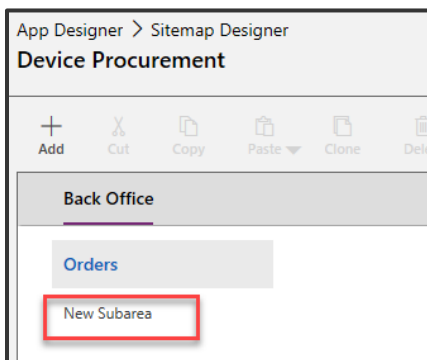 App Designer > Sitemap Designer
Device Procurement
Add Cut Copy Paste Clone
Back Office
Orders
New Subarea